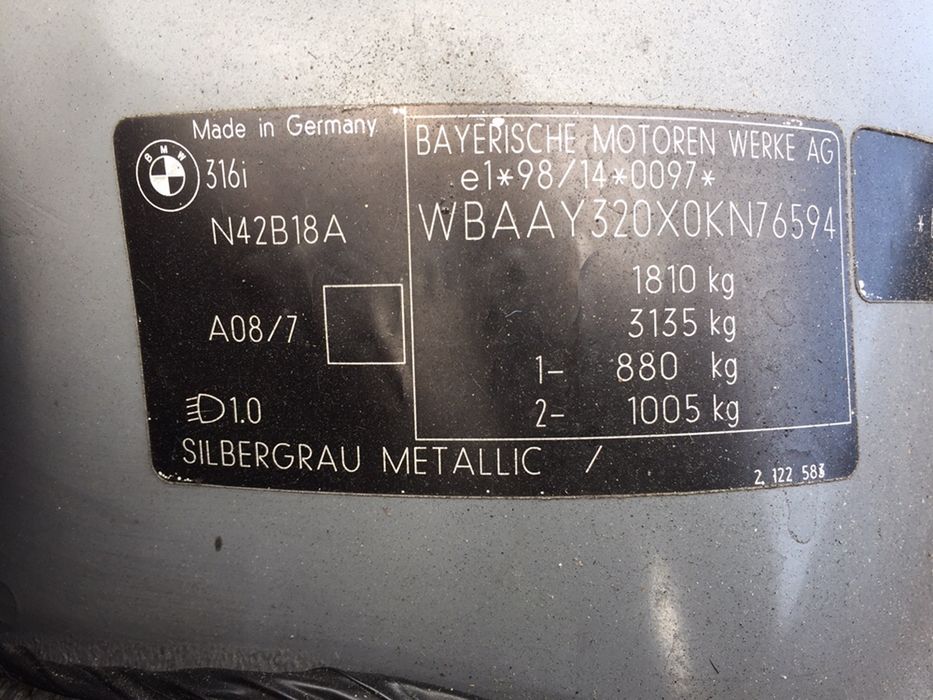 Made in Germany
BMW
316i
N42B18A
A08/7
1.0
SILBERGRAU METALLIC /
BAYERISCHE MOTOREN WERKE AG
e1*98/14*0097*
WBAAY320X0KN76594
1810 kg
3135 kg
1- 880 kg
2- 1005 kg
2 122 583